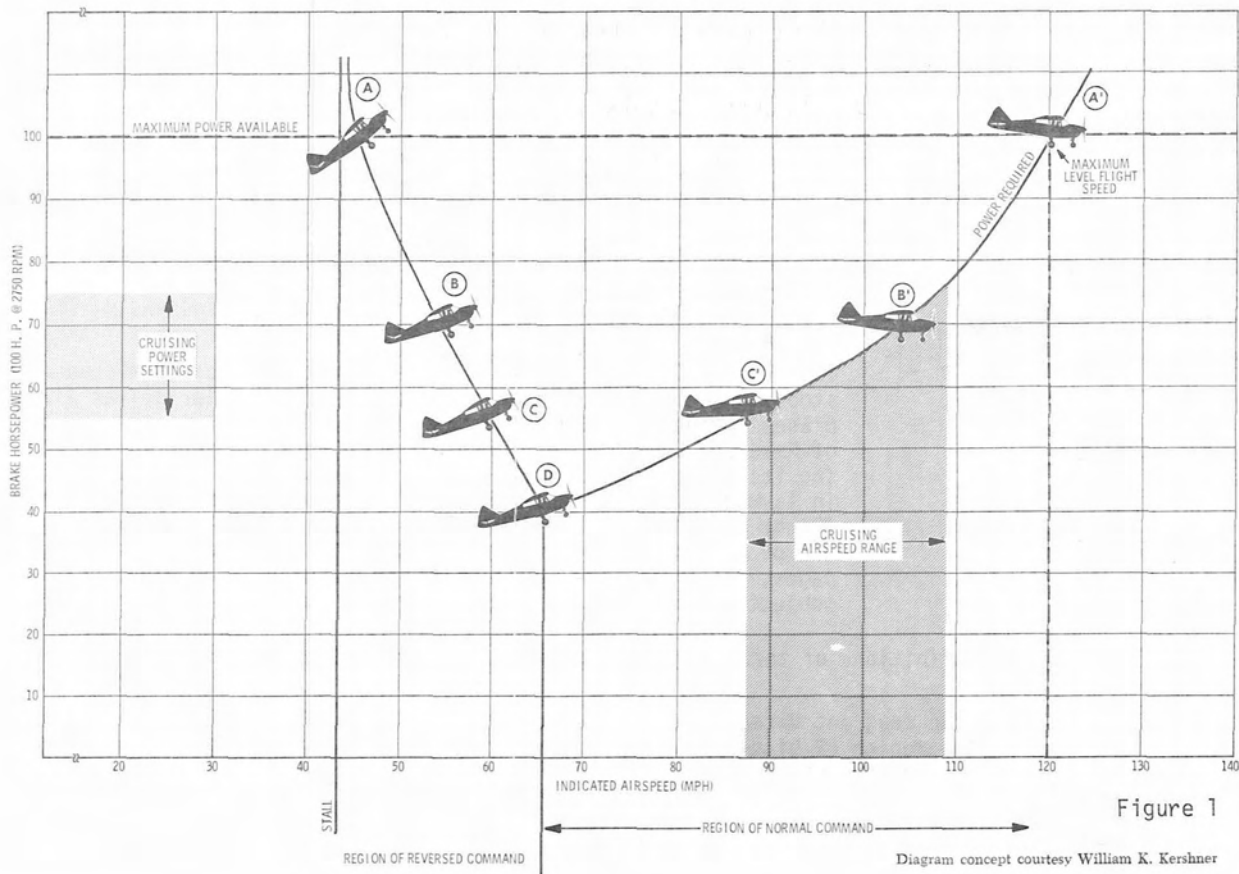 A
A'
MAXIMUM POWER AVAILABLE
100
MAXIMUM
LEVEL FLIGHT
SPEED
POWER REQUIRED
BRAKE HORSEPOWER (100 H. P. @ 2750 RPM)
90
80
CRUISING
POWER
SETTINGS
70
60
50
40
30
20
10
B
B'
C
C'
D
CRUISING
AIRSPEED RANGE
20
30
40
50
60
70
80
90
100
110
120
130
140
INDICATED AIRSPEED (MPH)
STALL
Figure 1
REGION OF NORMAL COMMAND
REGION OF REVERSED COMMAND
Diagram concept courtesy William K. Kershner